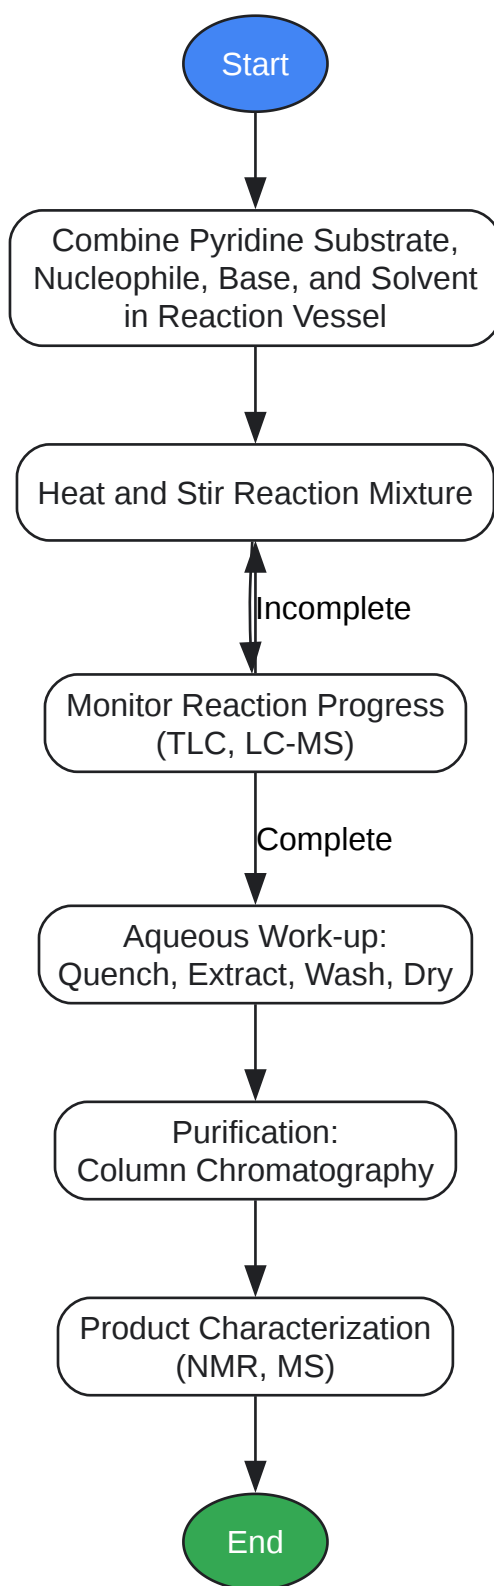 Start
Combine Pyridine Substrate,
Nucleophile, Base, and Solvent
in Reaction Vessel
Heat and Stir Reaction Mixture
Incomplete
Monitor Reaction Progress
(TLC, LC-MS)
Complete
Aqueous Work-up:
Quench, Extract, Wash, Dry
Purification:
Column Chromatography
Product Characterization
(NMR, MS)
End